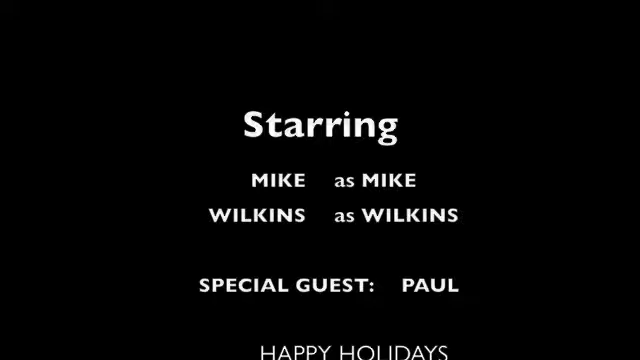 Starring
MIKE as MIKE
WILKINS as WILKINS
SPECIAL GUEST: PAUL
HAPPY HOLIDAYS